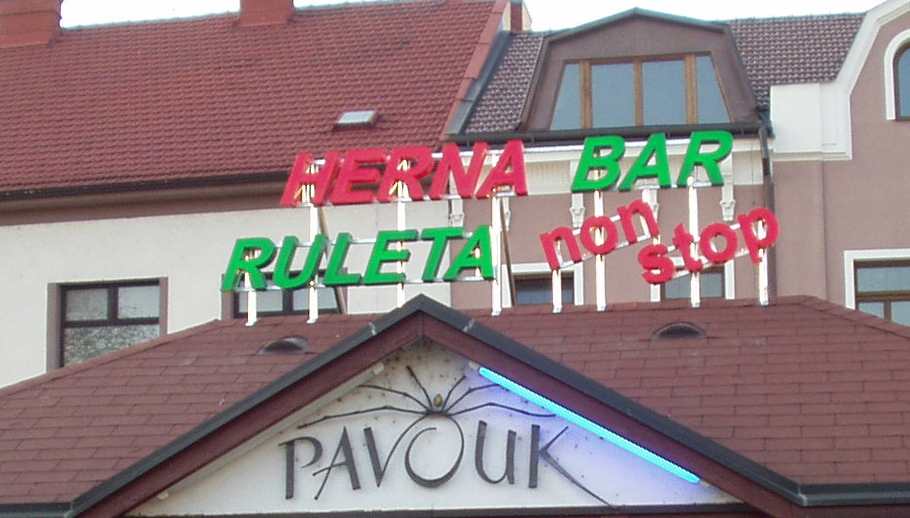 HERNA BAR
RULETA non stop
PAVOUK